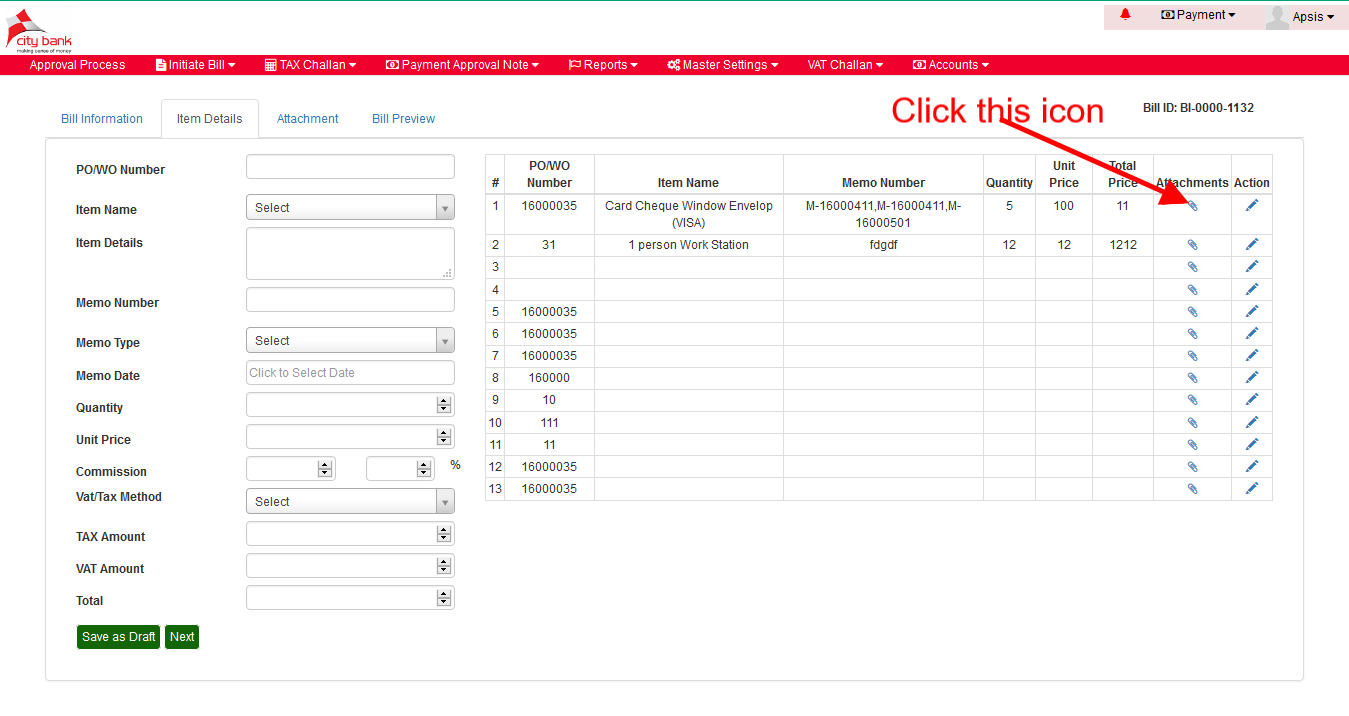 Payment
Apsis
city bank
making sense of money
Approval Process Initiate Bill TAX Challan Payment Approval Note Reports Master Settings VAT Challan Accounts
Click this icon
Bill ID: BI-0000-1132
Bill Information Item Details Attachment Bill Preview
PO/WO Number
Item Name Select
Item Details
Memo Number
Memo Type Select
Memo Date Click to Select Date
Quantity
Unit Price
Commission %
Vat/Tax Method Select
TAX Amount
VAT Amount
Total
Save as Draft Next
# PO/WO Number Item Name Memo Number Quantity Unit Price Total Price Attachments Action
1 16000035 Card Cheque Window Envelop M-16000411,M-16000411,M- 5 100 11
(VISA) 16000501
2 31 1 person Work Station fdgdf 12 12 1212
3
4
5 16000035
6 16000035
7 16000035
8 160000
9 10
10 111
11 11
12 16000035
13 16000035